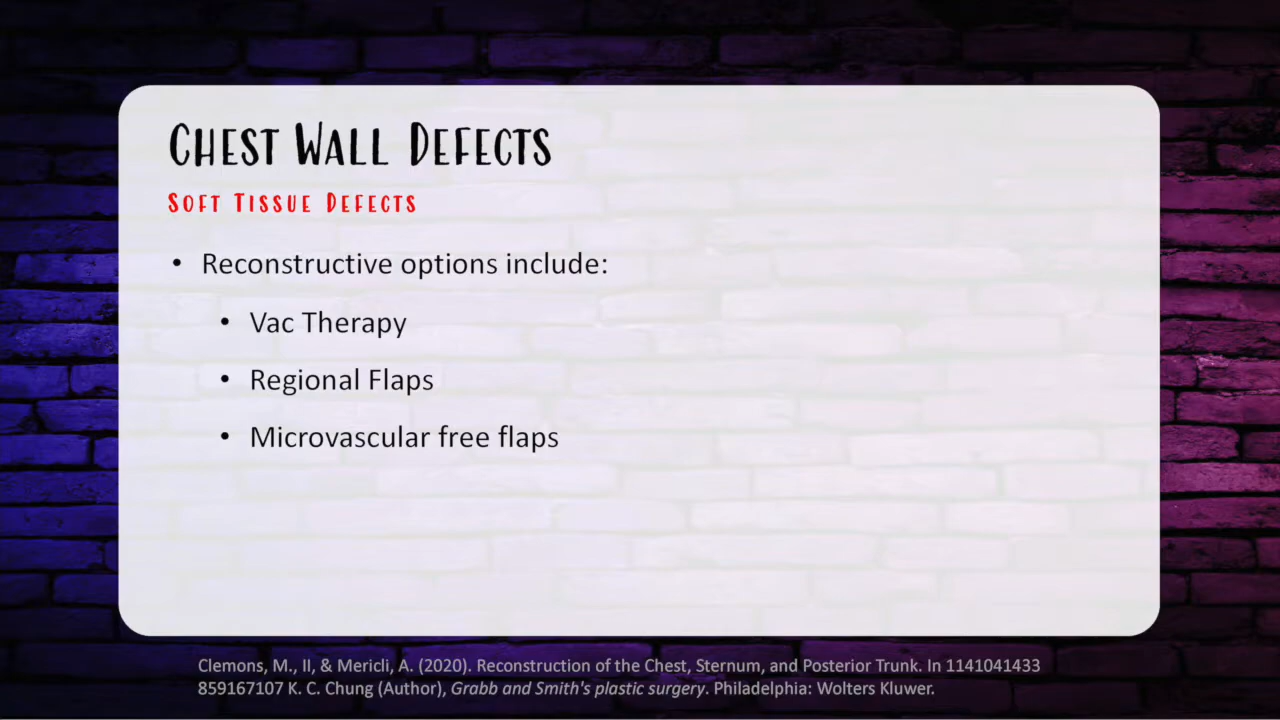 Chest Wall Defects
Soft Tissue Defects
• Reconstructive options include:
• Vac Therapy
• Regional Flaps
• Microvascular free flaps
Clemons, M., II, & Mericli, A. (2020). Reconstruction of the Chest, Sternum, and Posterior Trunk. In 1141041433
859167107 K. C. Chung (Author), Grabb and Smith's plastic surgery. Philadelphia: Wolters Kluwer.